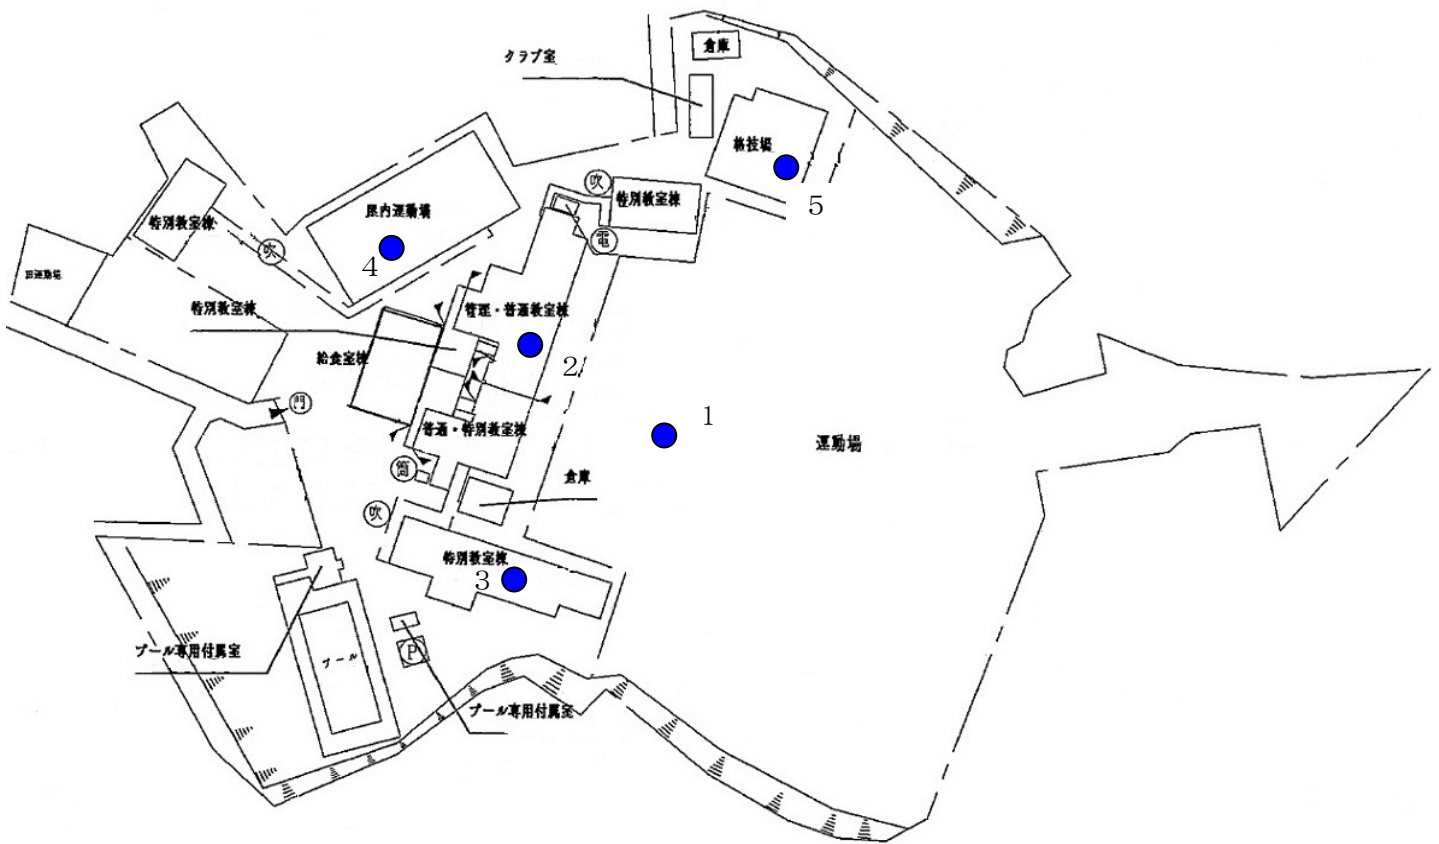 倉庫
クラブ室
格技場
吹
特別教室棟
5
屋内運動場
特別教室棟
電
吹
4
旧運動場
特別教室棟
管理・普通教室棟
給食室棟
2
門
1
普通・特別教室棟
運動場
筒
倉庫
吹
特別教室棟
3
プール専用付属室
プール
P
プール専用付属室